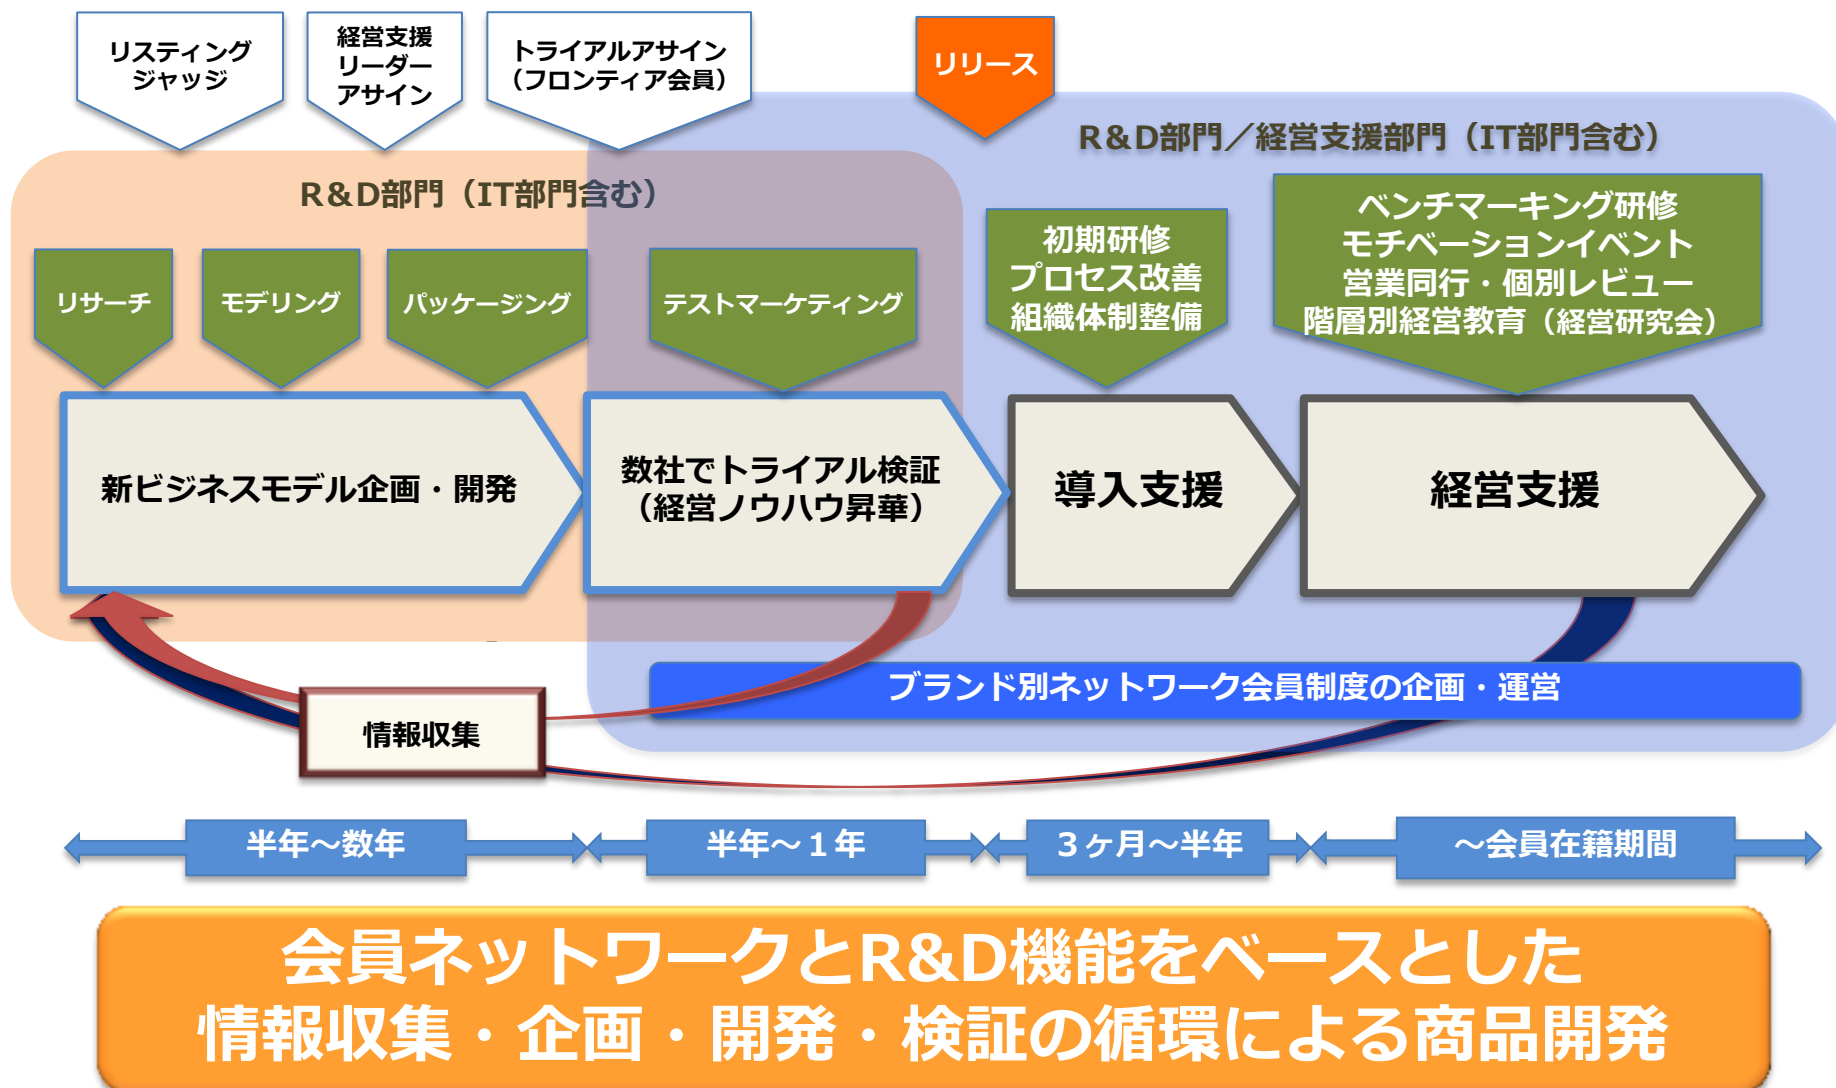 リスティング
ジャッジ
経営支援
リーダー
アサイン
トライアルアサイン
（フロンティア会員）
リリース
R＆D部門（IT部門含む）
R＆D部門／経営支援部門（IT部門含む）
リサーチ
モデリング
パッケージング
テストマーケティング
初期研修
プロセス改善
組織体制整備
ベンチマーキング研修
モチベーションイベント
営業同行・個別レビュー
階層別経営教育（経営研究会）
新ビジネスモデル企画・開発
数社でトライアル検証
（経営ノウハウ昇華）
導入支援
経営支援
ブランド別ネットワーク会員制度の企画・運営
情報収集
半年～数年
半年～１年
３ヶ月～半年
～会員在籍期間
会員ネットワークとR&D機能をベースとした
情報収集・企画・開発・検証の循環による商品開発